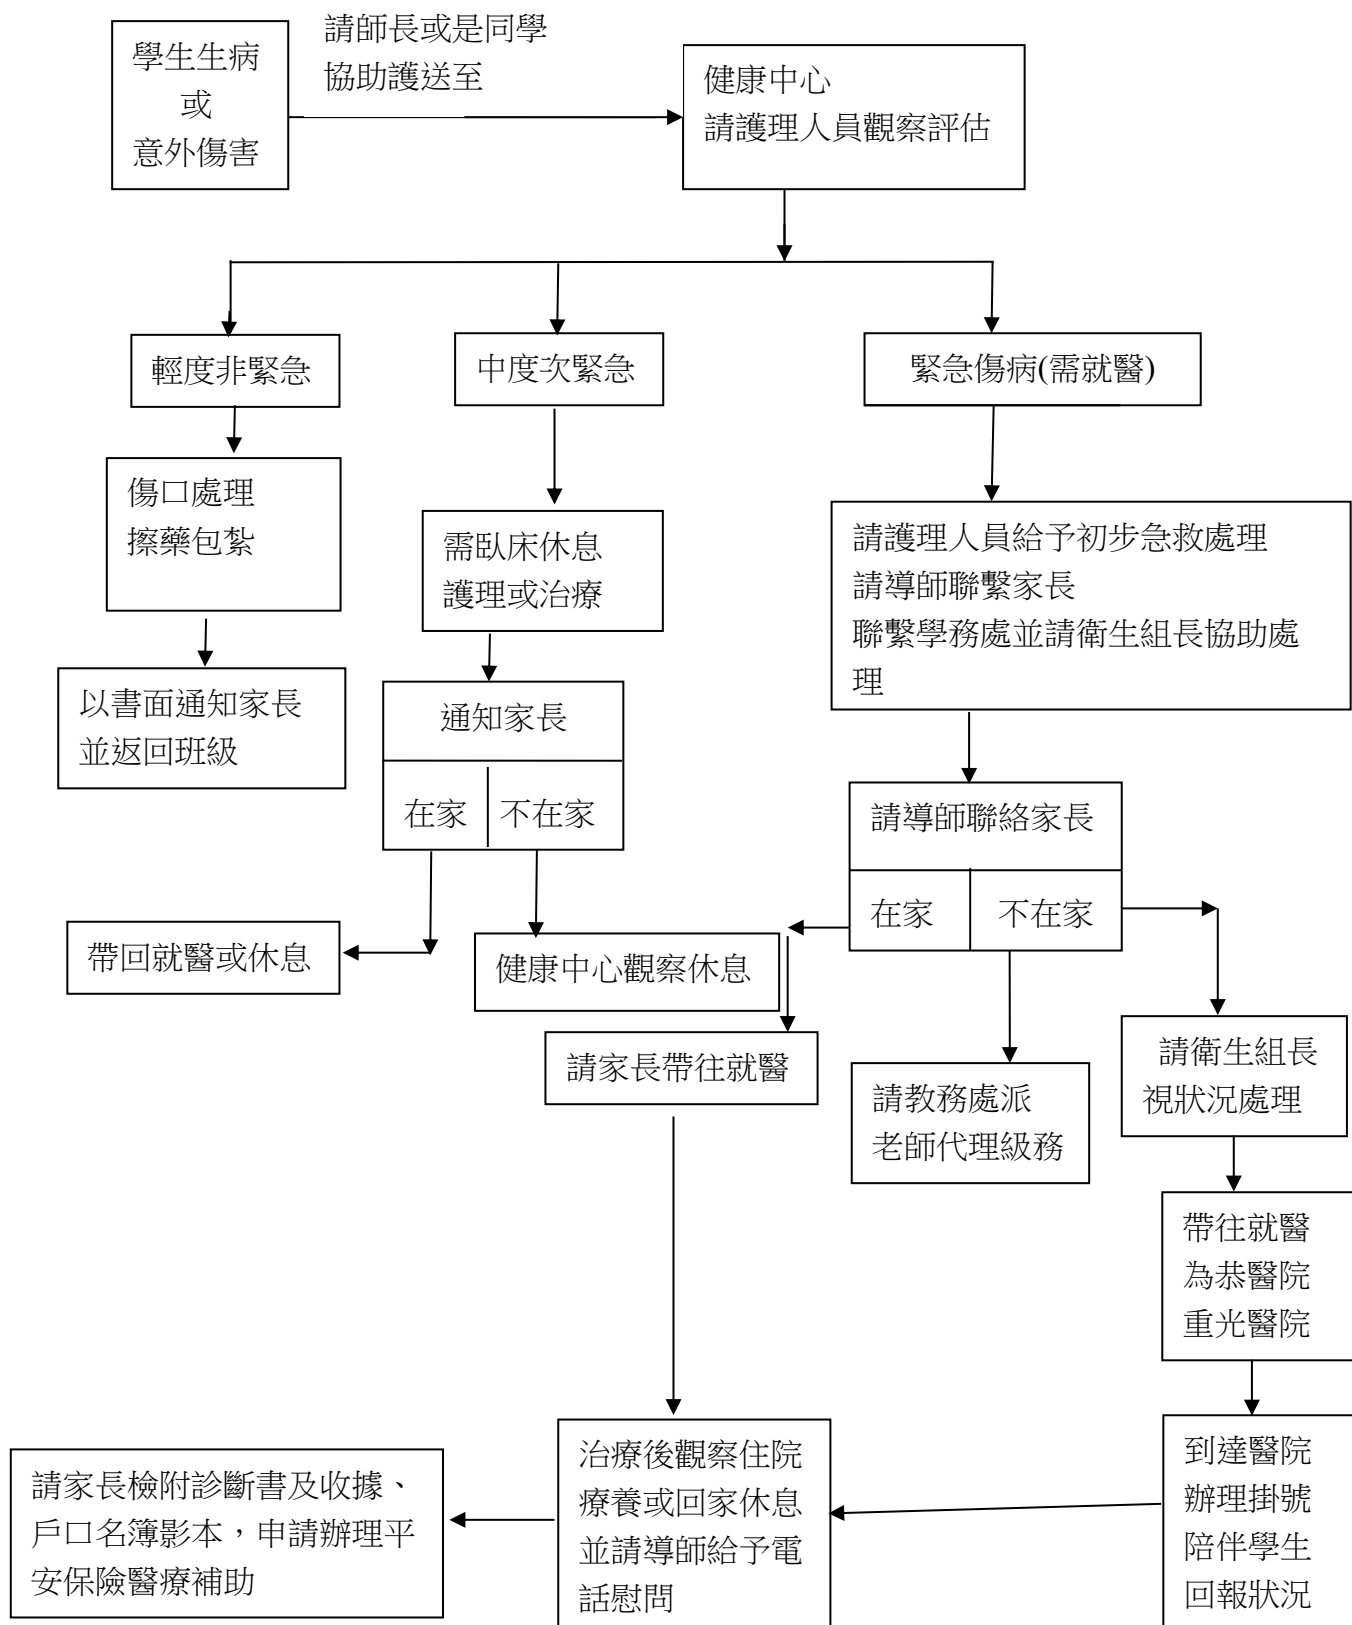 學生生病
或
意外傷害
請師長或是同學
協助護送至
健康中心
請護理人員觀察評估
輕度非緊急
中度次緊急
緊急傷病(需就醫)
傷口處理
擦藥包紮
需臥床休息
護理或治療
請護理人員給予初步急救處理
請導師聯繫家長
聯繫學務處並請衛生組長協助處
理
以書面通知家長
並返回班級
通知家長
在家
不在家
請導師聯絡家長
在家
不在家
帶回就醫或休息
健康中心觀察休息
請家長帶往就醫
請教務處派
老師代理級務
請衛生組長
視狀況處理
帶往就醫
為恭醫院
重光醫院
到達醫院
辦理掛號
陪伴學生
回報狀況
治療後觀察住院
療養或回家休息
並請導師給予電
話慰問
請家長檢附診斷書及收據、
戶口名簿影本，申請辦理平
安保險醫療補助